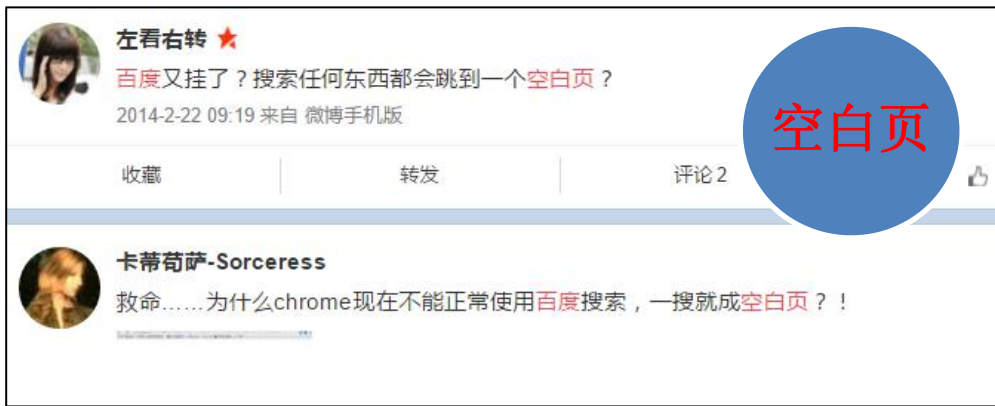 左看右转
百度又挂了？搜索任何东西都会跳到一个空白页？
2014-2-22 09:19 来自 微博手机版
空白页
收藏
转发
评论 2
卡蒂苟萨-Sorceress
救命……为什么chrome现在不能正常使用百度搜索，一搜就成空白页？！